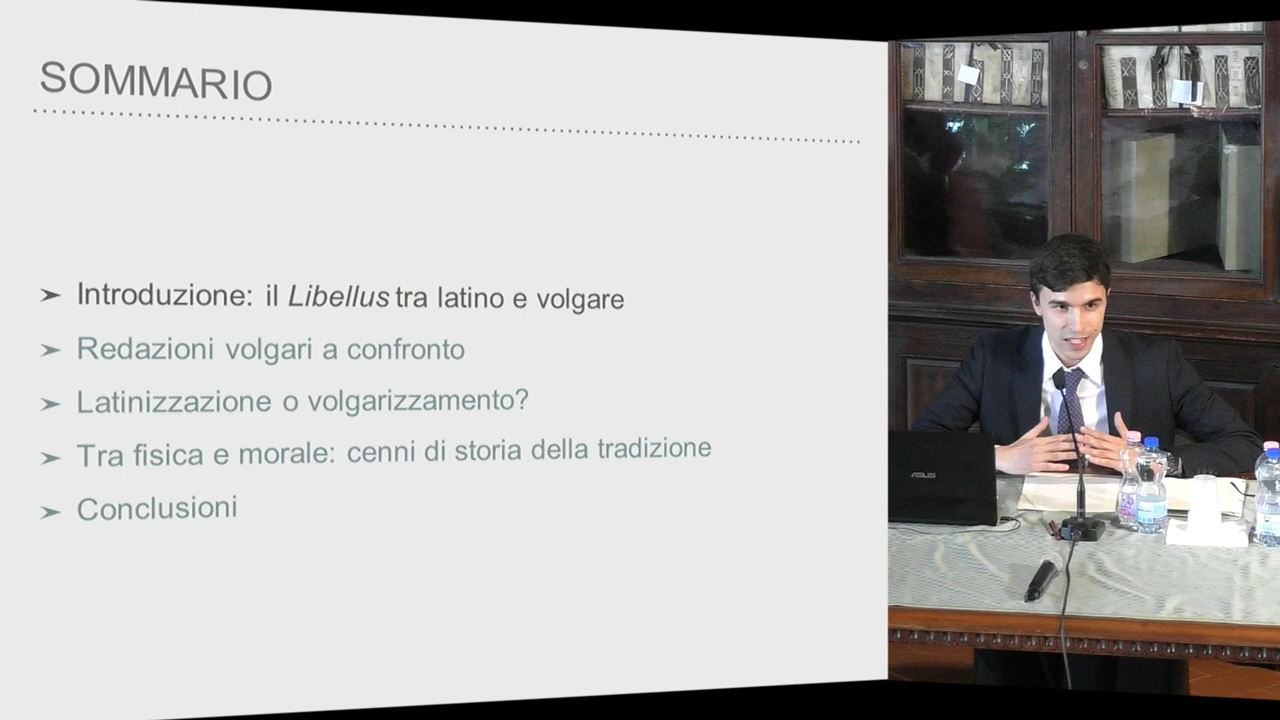 SOMMARIO
➢ Introduzione: il Libellus tra latino e volgare
➢ Redazioni volgari a confronto
➢ Latinizzazione o volgarizzamento?
➢ Tra fisica e morale: cenni di storia della tradizione
➢ Conclusioni
ASUS